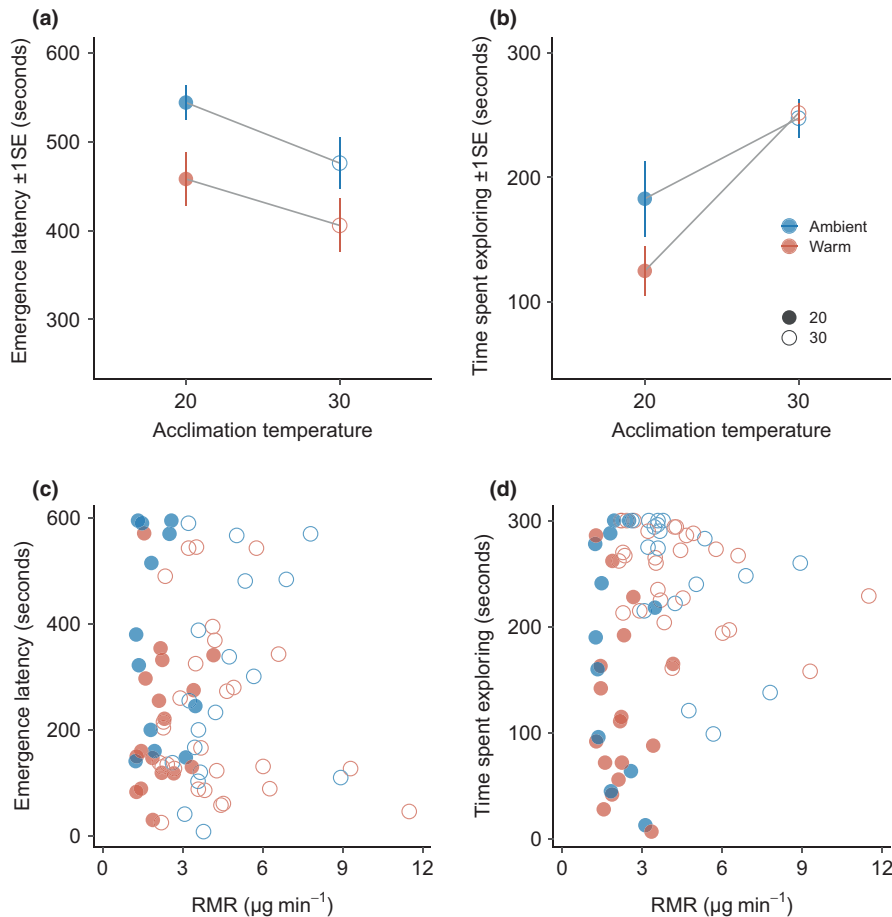 (a)
600
500
400
300
Emergence latency ±1SE (seconds)
20
30
Acclimation temperature
(b)
300
200
100
Time spent exploring ±1SE (seconds)
Ambient
Warm
20
30
20
30
Acclimation temperature
(c)
600
400
200
0
Emergence latency (seconds)
0
3
6
9
12
RMR (µg min⁻¹)
(d)
300
200
100
0
Time spent exploring (seconds)
0
3
6
9
12
RMR (µg min⁻¹)